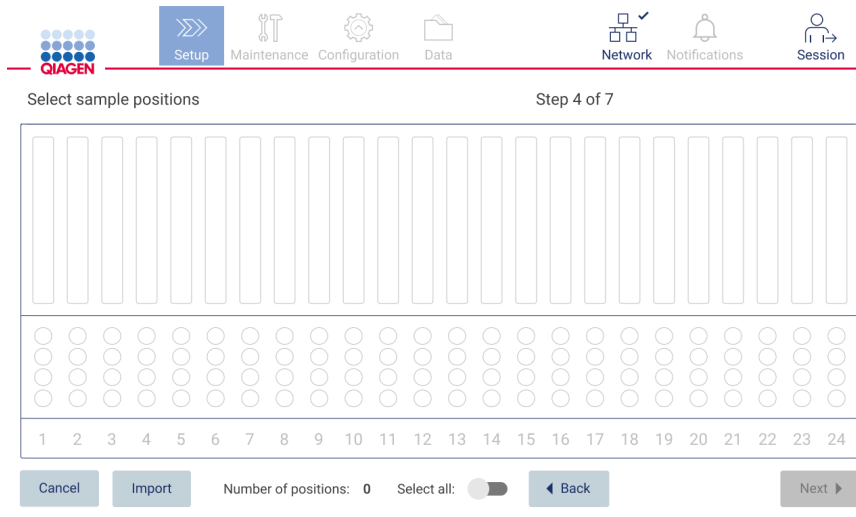 QIAGEN
Setup Maintenance Configuration Data Network Notifications Session
Select sample positions Step 4 of 7
1 2 3 4 5 6 7 8 9 10 11 12 13 14 15 16 17 18 19 20 21 22 23 24
Cancel Import Number of positions: 0 Select all: Back Next